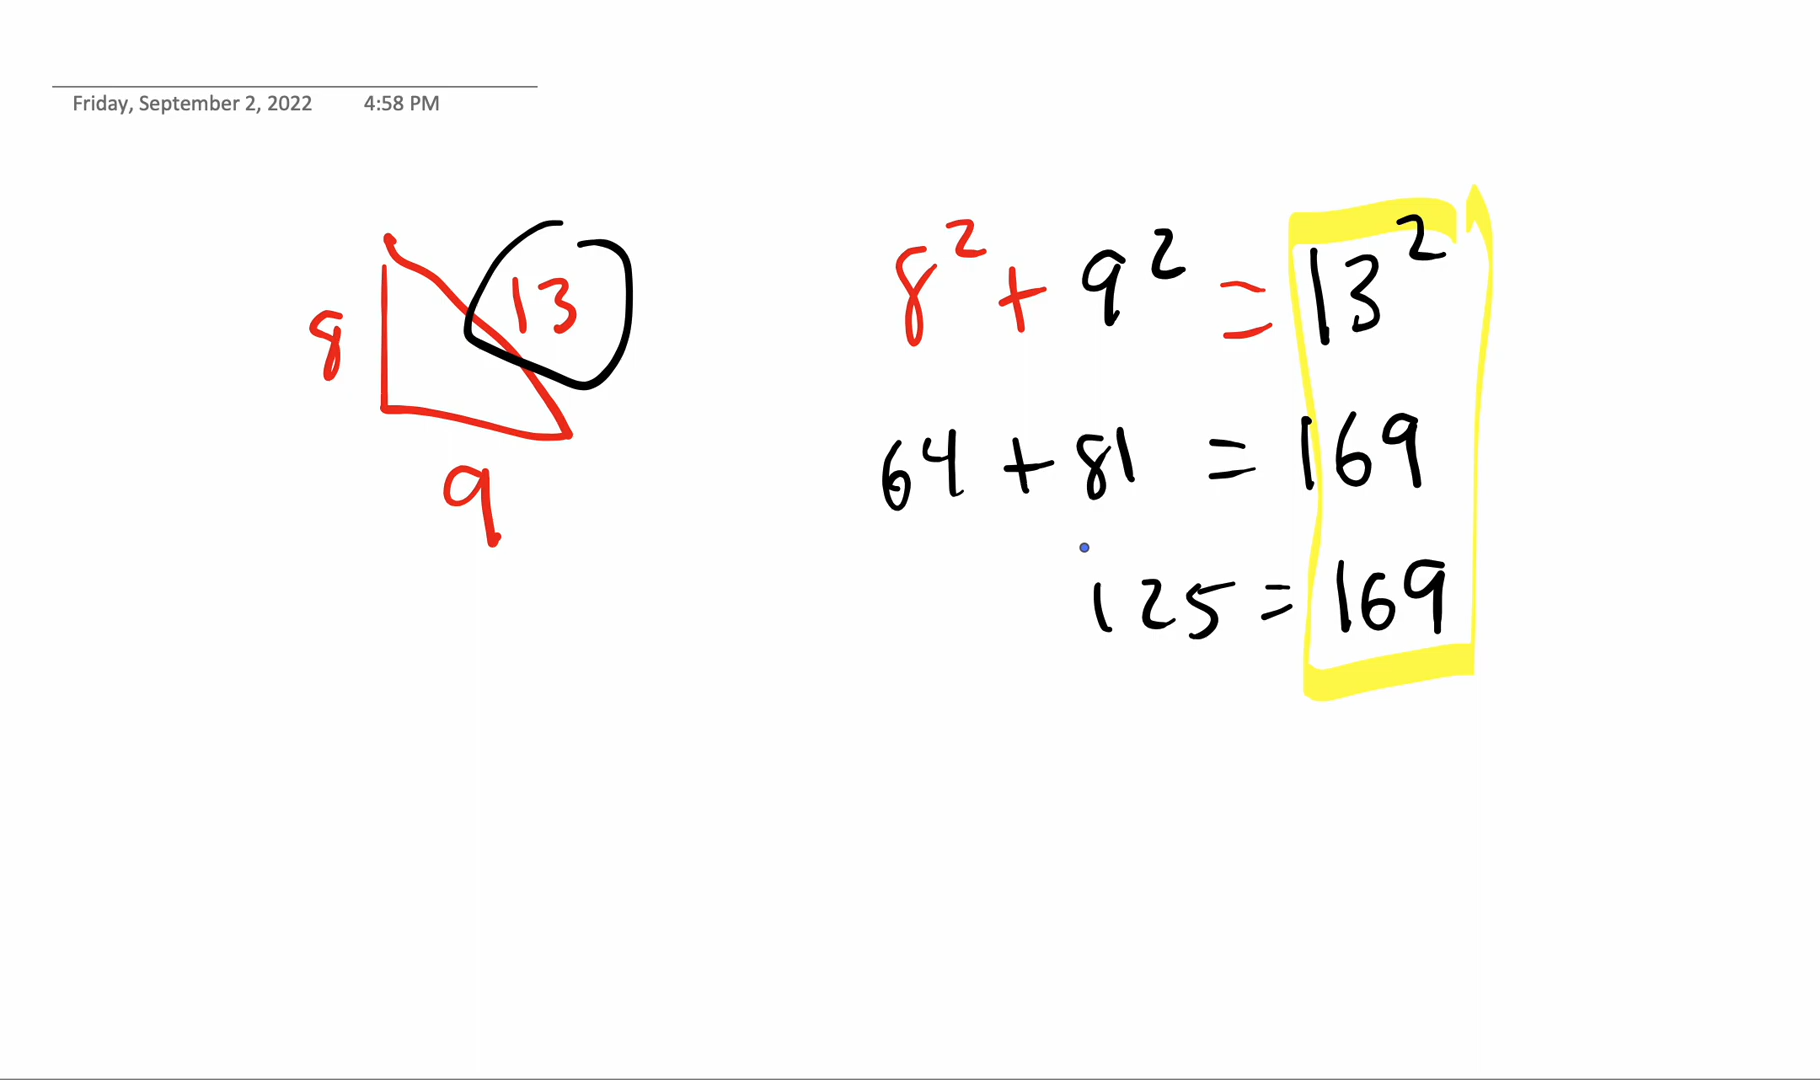 Friday, September 2, 2022 4:58 PM
8
13
9
8² + 9² = 13²
64 + 81 = 169
125 = 169